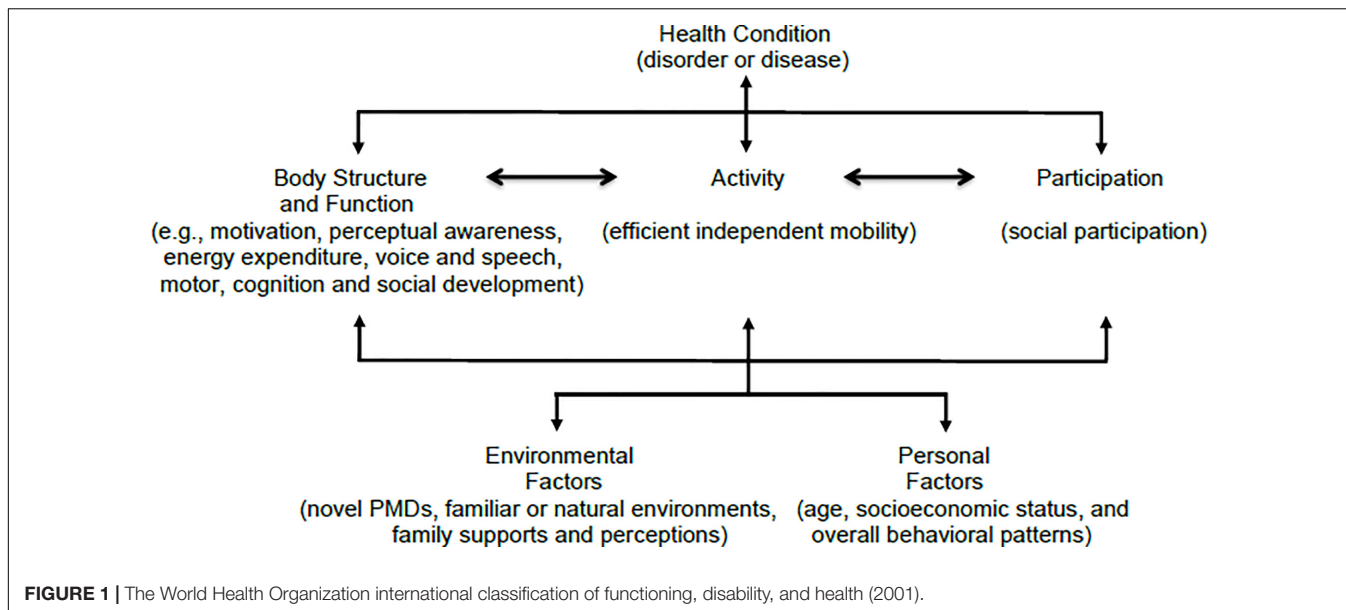 Health Condition
(disorder or disease)
Body Structure
and Function
(e.g., motivation, perceptual awareness,
energy expenditure, voice and speech,
motor, cognition and social development)
Activity
(efficient independent mobility)
Participation
(social participation)
Environmental
Factors
(novel PMDs, familiar or natural environments,
family supports and perceptions)
Personal
Factors
(age, socioeconomic status, and
overall behavioral patterns)
FIGURE 1 | The World Health Organization international classification of functioning, disability, and health (2001).